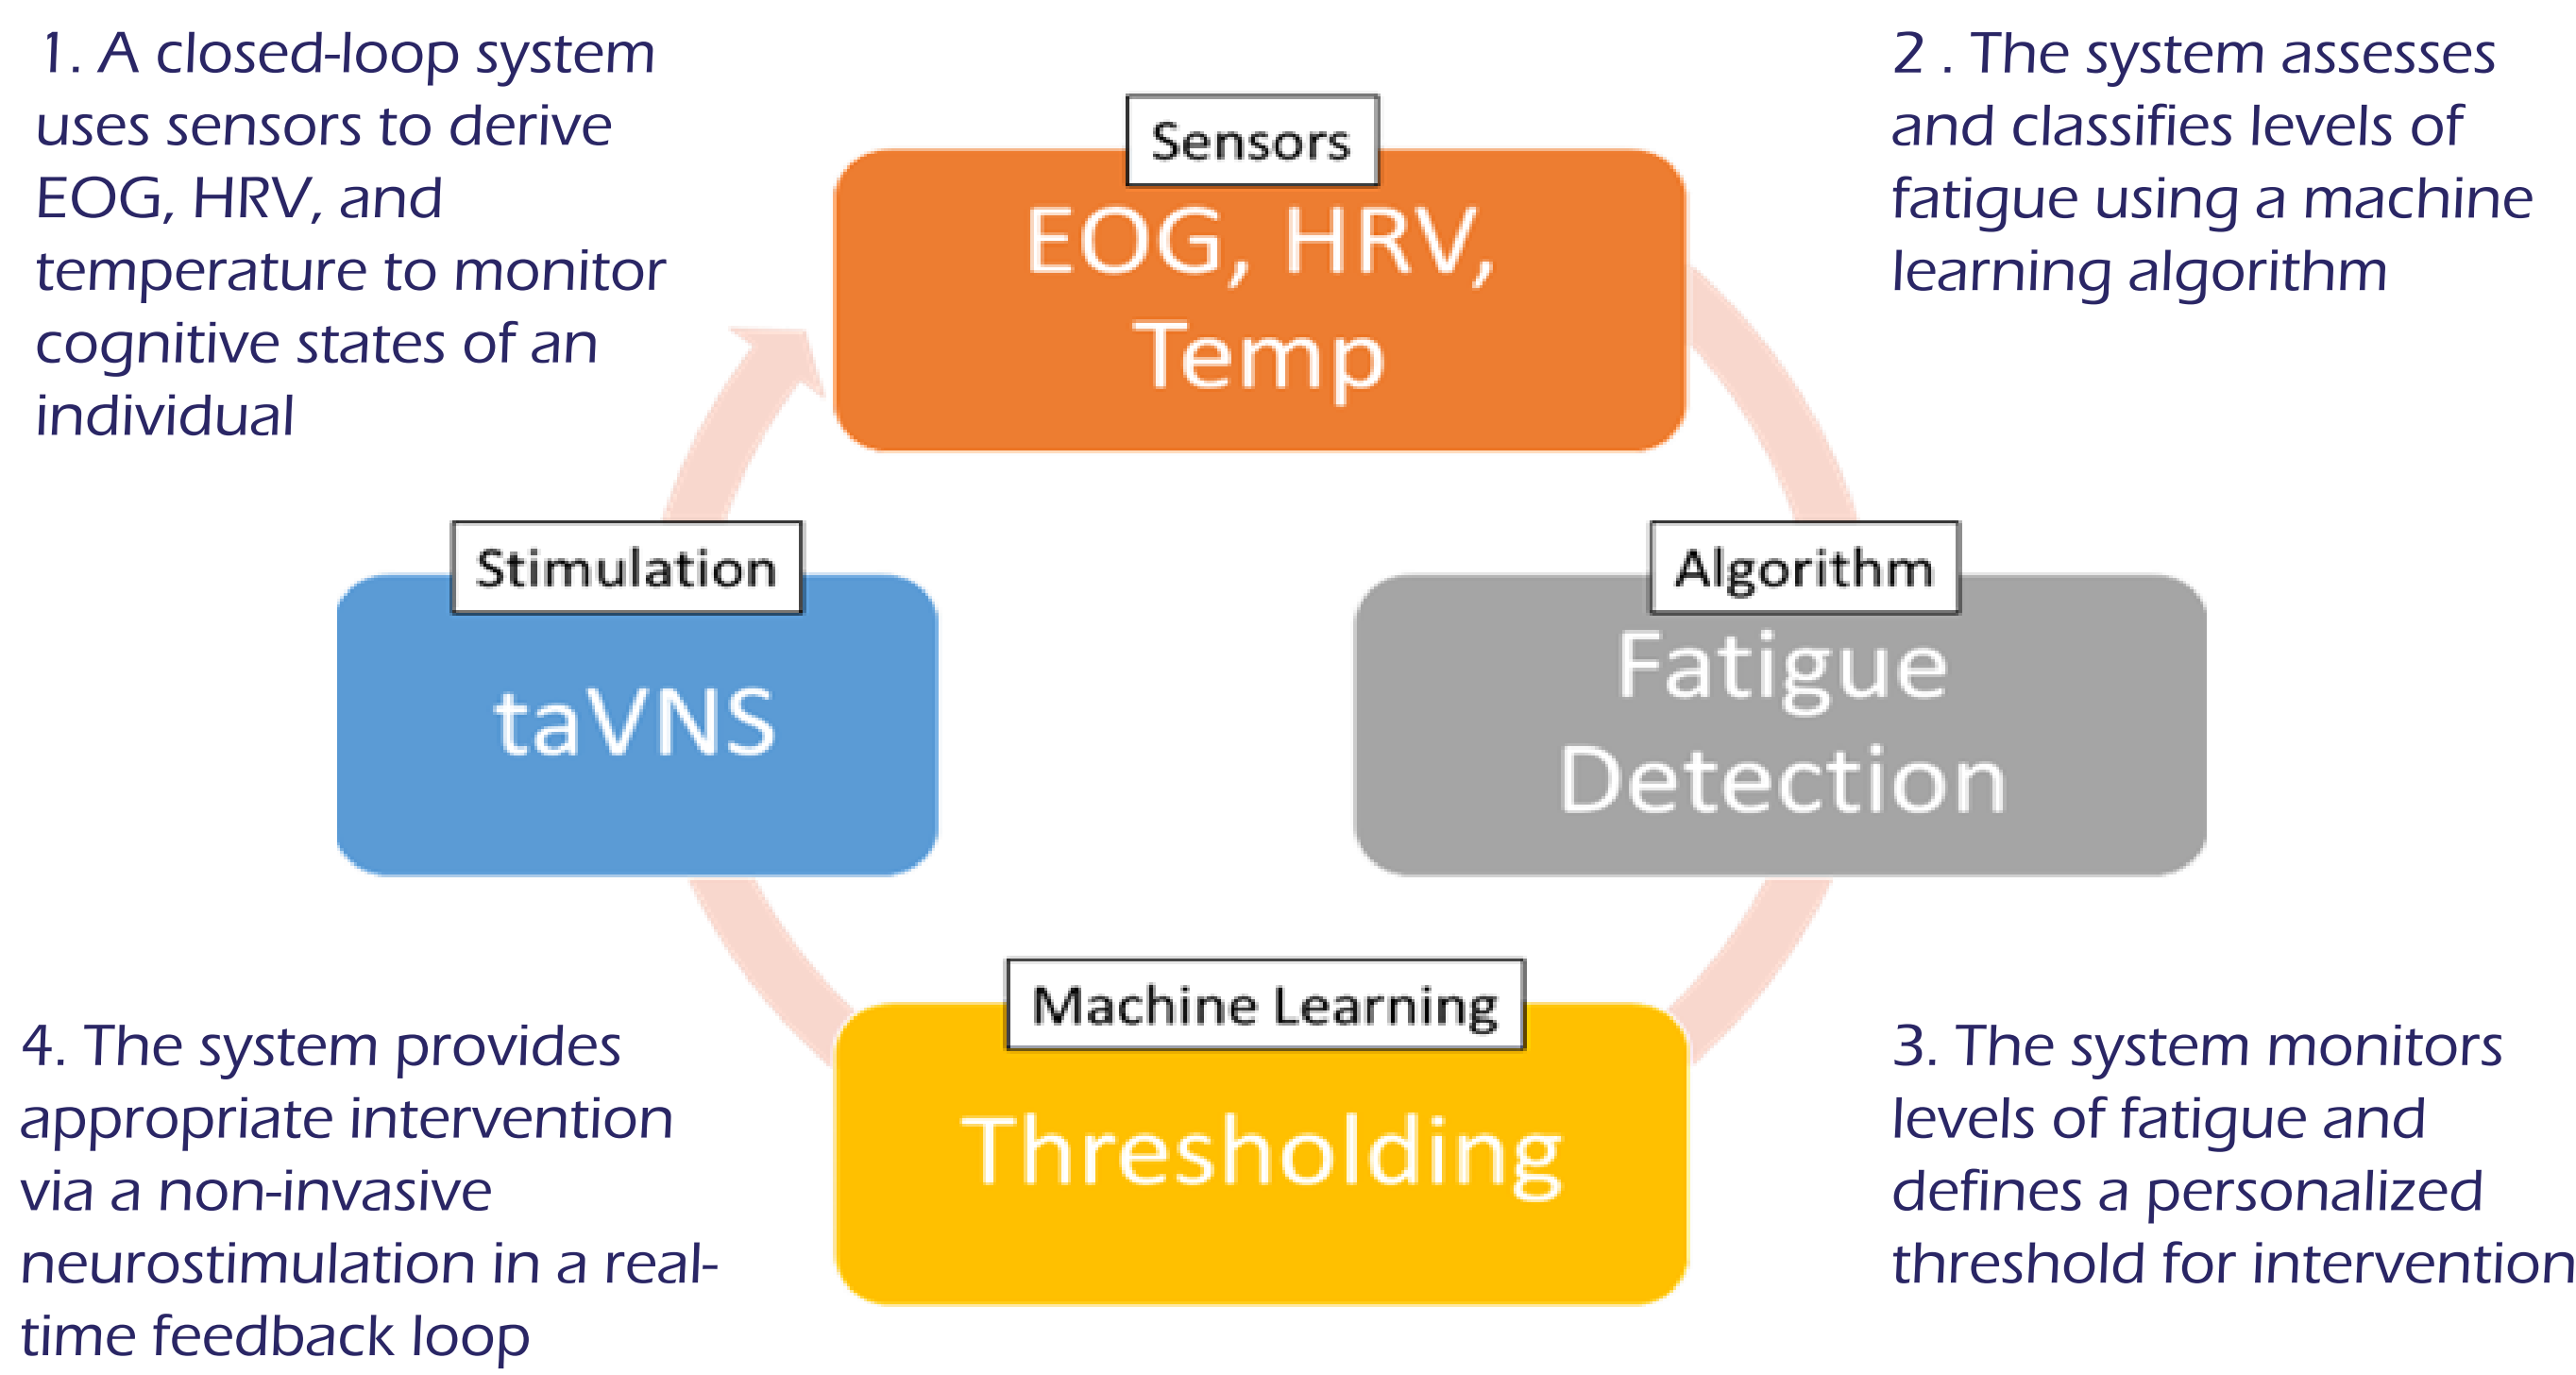 1. A closed-loop system
uses sensors to derive
EOG, HRV, and
temperature to monitor
cognitive states of an
individual
Sensors
EOG, HRV,
Temp
2 . The system assesses
and classifies levels of
fatigue using a machine
learning algorithm
Stimulation
taVNS
Algorithm
Fatigue
Detection
Machine Learning
Thresholding
4. The system provides
appropriate intervention
via a non-invasive
neurostimulation in a real-
time feedback loop
3. The system monitors
levels of fatigue and
defines a personalized
threshold for intervention